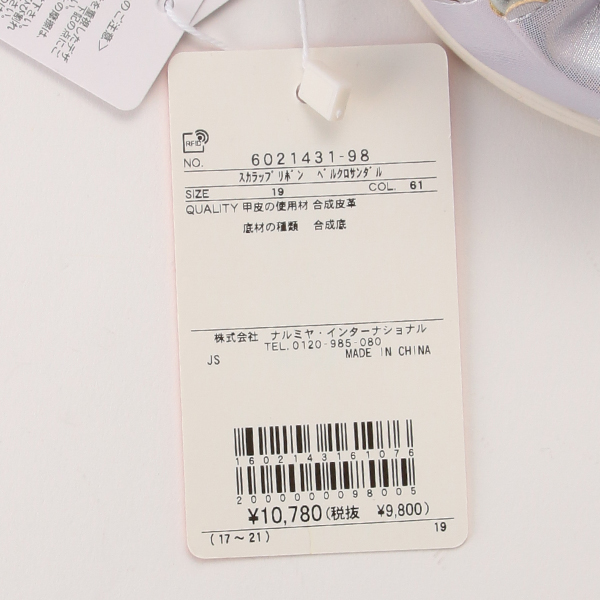 のご注意>
RFID
NO. 6021431-98
スカラップリボン ベルクロサンダル
SIZE 19 COL. 61
QUALITY 甲皮の使用材 合成皮革
底材の種類 合成底
株式会社 ナルミヤ・インターナショナル
TEL.0120-985-080
JS MADE IN CHINA
1602143161076
2000000098005
¥10,780(税抜 ¥9,800)
(17〜21) 19